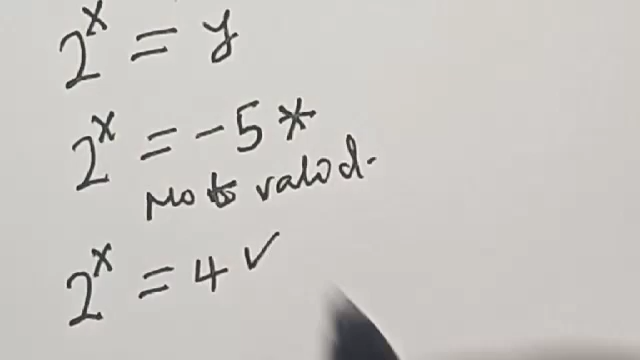 2^x = y
2^x = -5 *
Not valid.
2^x = 4 ✓